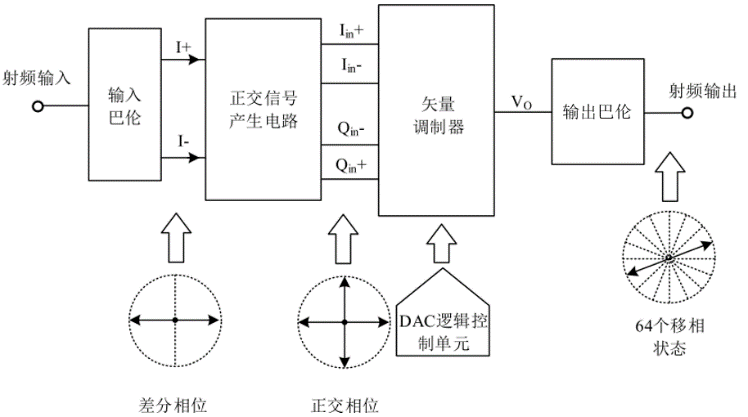 射频输入
输入
巴伦
I+
I-
正交信号
产生电路
Iin+
Iin-
Qin-
Qin+
矢量
调制器
VO
输出巴伦
射频输出
DAC逻辑控
制单元
64个移相
状态
差分相位
正交相位